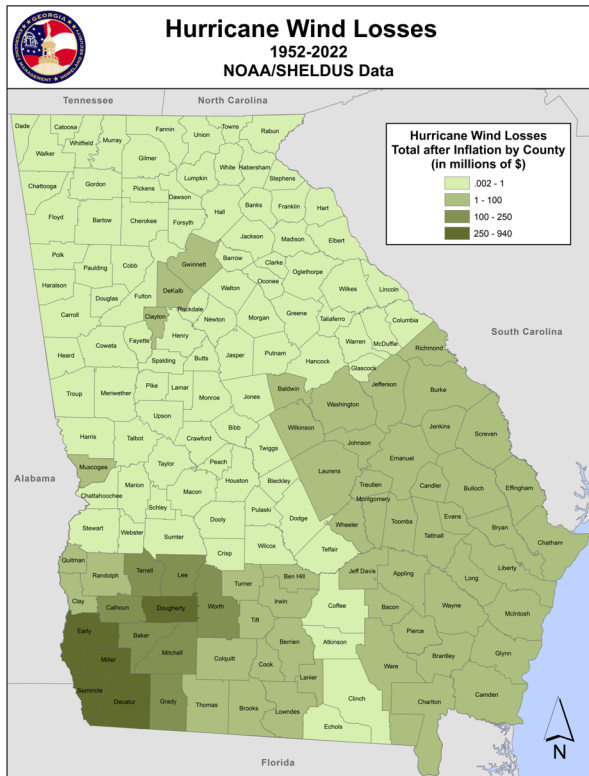 GEORGIA
EMERGENCY MANAGEMENT
HOMELAND SECURITY
Hurricane Wind Losses
1952-2022
NOAA/SHELDUS Data
Tennessee
North Carolina
Hurricane Wind Losses
Total after Inflation by County
(in millions of $)
.002 - 1
1 - 100
100 - 250
250 - 940
Dade
Catoosa
Whitfield
Murray
Fannin
Union
Towns
Rabun
Walker
Gilmer
Lumpkin
White
Habersham
Stephens
Chattooga
Gordon
Pickens
Dawson
Hall
Banks
Franklin
Hart
Floyd
Bartow
Cherokee
Forsyth
Jackson
Madison
Elbert
Polk
Paulding
Cobb
Gwinnett
Barrow
Clarke
Oglethorpe
Haralson
Douglas
Fulton
DeKalb
Rockdale
Walton
Oconee
Wilkes
Lincoln
Carroll
Clayton
Newton
Morgan
Greene
Taliaferro
Columbia
Heard
Coweta
Fayette
Henry
Spalding
Butts
Jasper
Putnam
Hancock
Warren
McDuffie
Glascock
Richmond
South Carolina
Troup
Meriwether
Pike
Lamar
Monroe
Jones
Baldwin
Washington
Jefferson
Burke
Upson
Harris
Talbot
Crawford
Bibb
Twiggs
Wilkinson
Johnson
Jenkins
Screven
Muscogee
Taylor
Peach
Houston
Bleckley
Laurens
Emanuel
Alabama
Chattahoochee
Marion
Schley
Macon
Pulaski
Dodge
Treutlen
Montgomery
Candler
Bulloch
Effingham
Stewart
Webster
Sumter
Dooly
Crisp
Wilcox
Telfair
Wheeler
Toombs
Tattnall
Evans
Bryan
Chatham
Quitman
Randolph
Terrell
Lee
Turner
Ben Hill
Jeff Davis
Appling
Long
Liberty
Clay
Calhoun
Dougherty
Worth
Tift
Irwin
Coffee
Bacon
Wayne
McIntosh
Early
Baker
Mitchell
Colquitt
Cook
Berrien
Atkinson
Pierce
Brantley
Glynn
Miller
Lanier
Ware
Seminole
Decatur
Grady
Thomas
Brooks
Lowndes
Clinch
Echols
Charlton
Camden
Florida
N